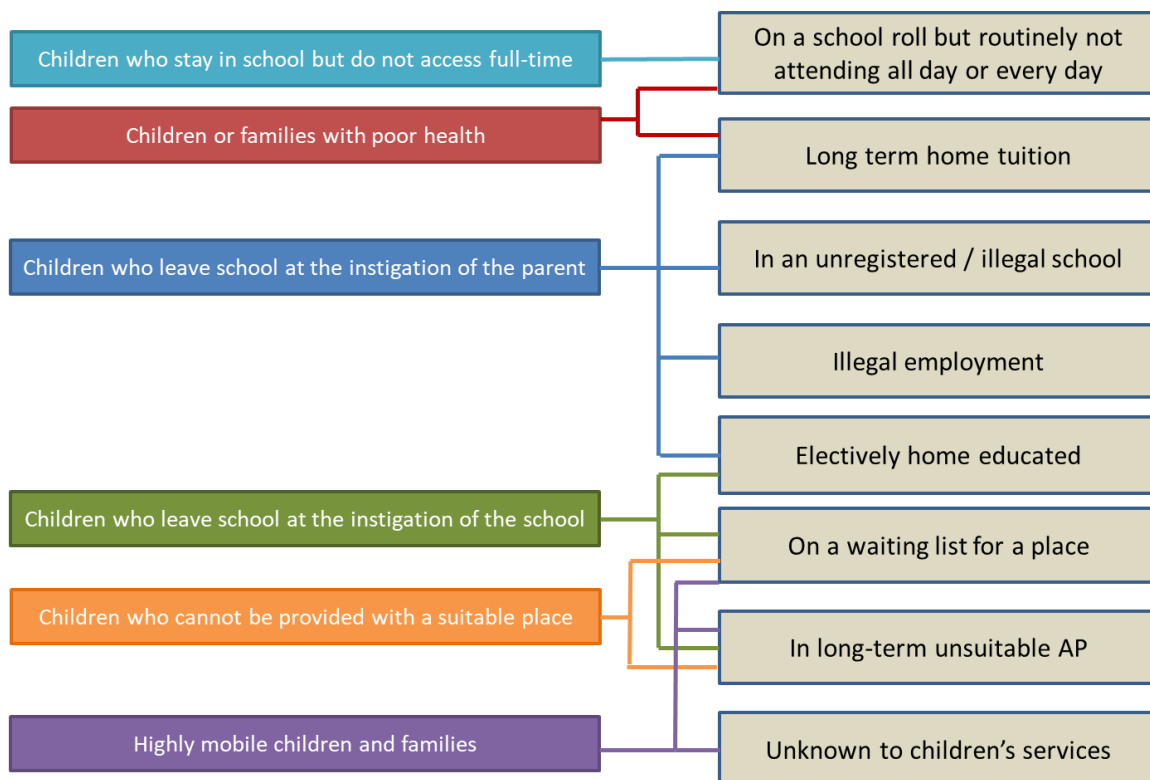 Children who stay in school but do not access full-time
On a school roll but routinely not
attending all day or every day
Children or families with poor health
Long term home tuition
Children who leave school at the instigation of the parent
In an unregistered / illegal school
Illegal employment
Electively home educated
Children who leave school at the instigation of the school
On a waiting list for a place
Children who cannot be provided with a suitable place
In long-term unsuitable AP
Highly mobile children and families
Unknown to children’s services